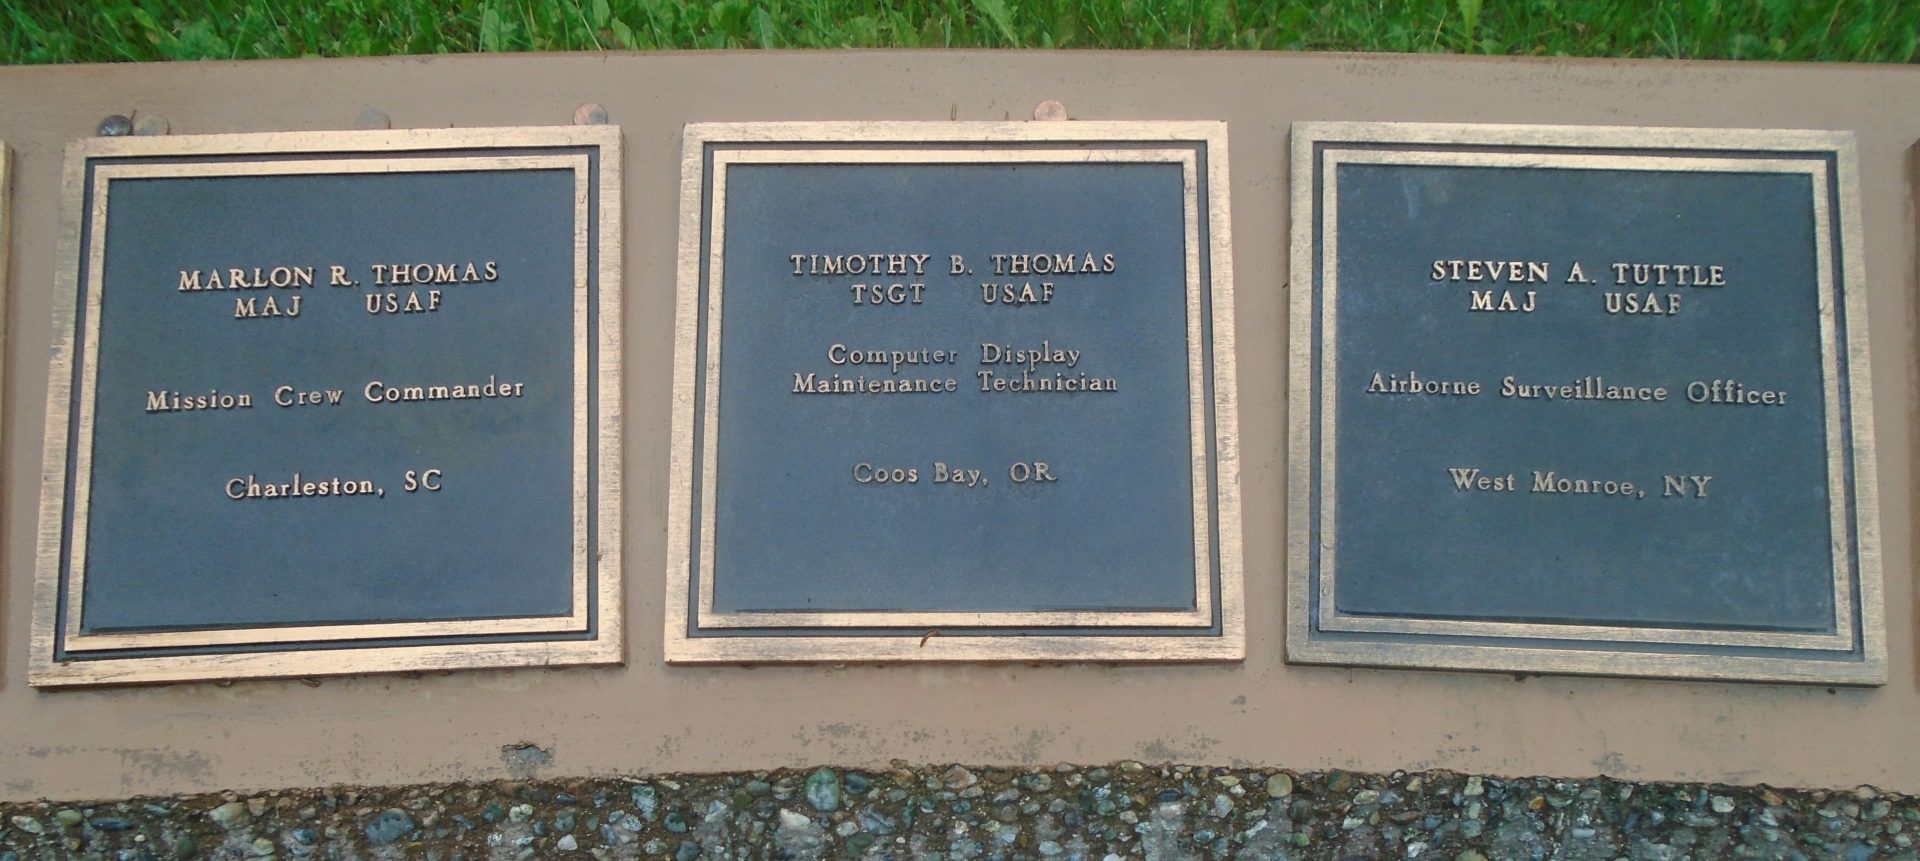 MARLON R. THOMAS
MAJ USAF
Mission Crew Commander
Charleston, SC
TIMOTHY B. THOMAS
TSGT USAF
Computer Display
Maintenance Technician
Coos Bay, OR
STEVEN A. TUTTLE
MAJ USAF
Airborne Surveillance Officer
West Monroe, NY